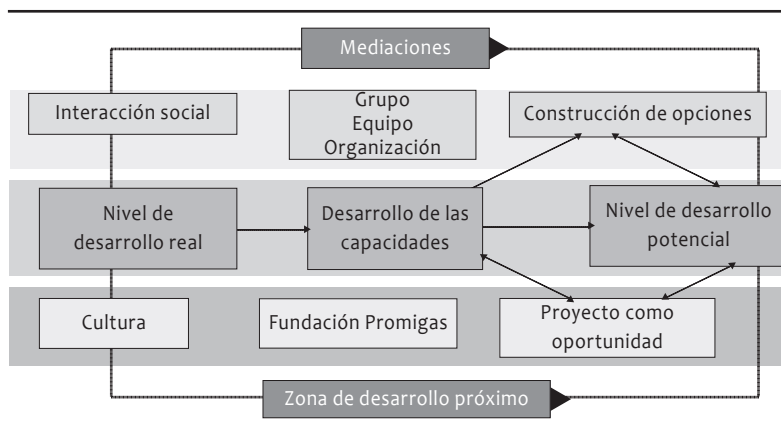 Mediaciones
Interacción social
Grupo
Equipo
Organización
Construcción de opciones
Nivel de
desarrollo real
Desarrollo de las
capacidades
Nivel de desarrollo
potencial
Cultura
Fundación Promigas
Proyecto como
oportunidad
Zona de desarrollo próximo